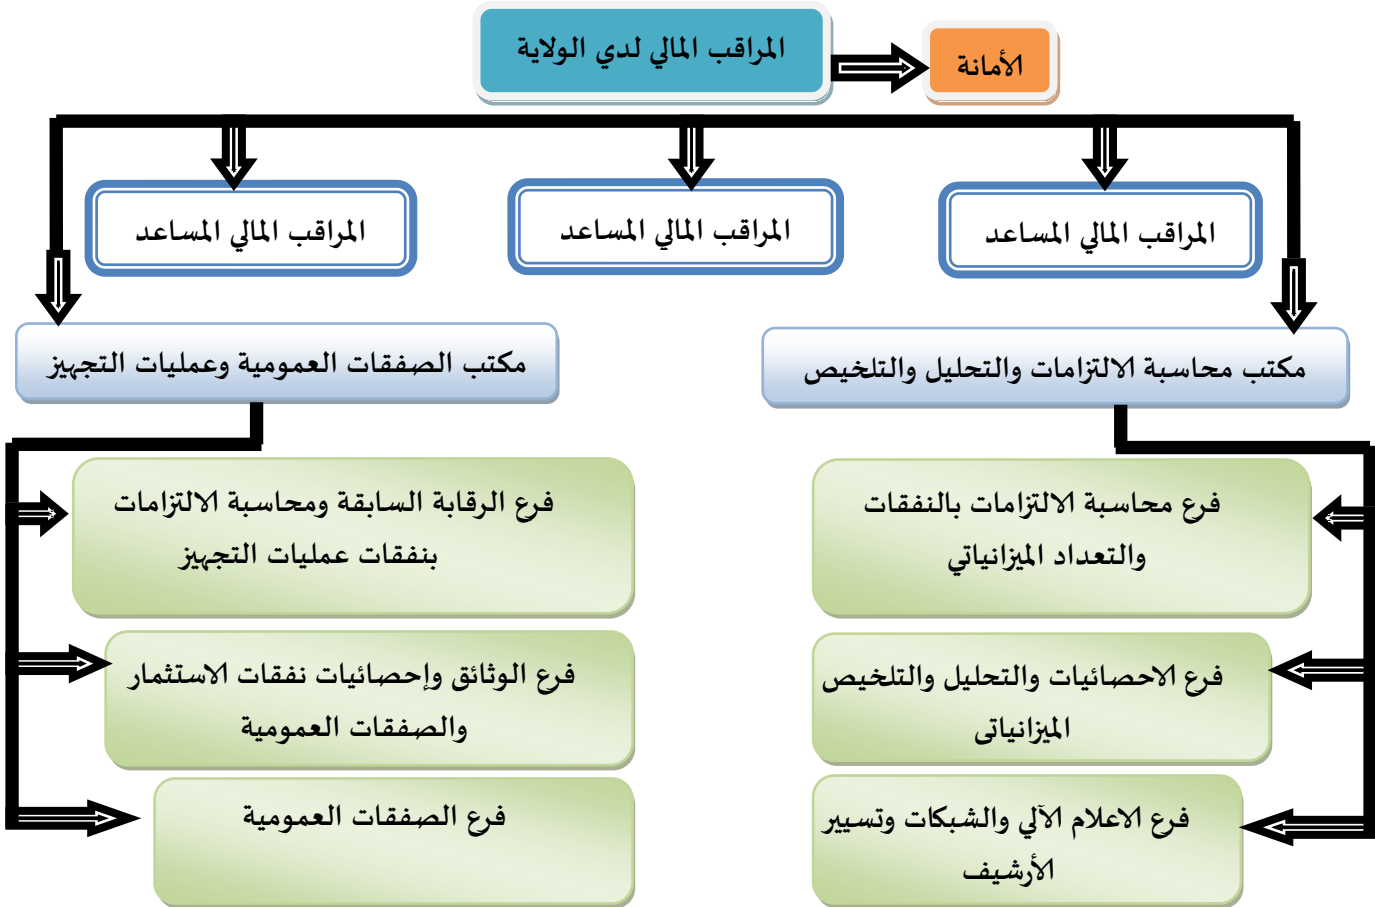 المراقب المالي لدي الولاية
الأمانة
المراقب المالي المساعد
المراقب المالي المساعد
المراقب المالي المساعد
مكتب محاسبة الالتزامات والتحليل والتلخيص
مكتب الصفقات العمومية وعمليات التجهيز
فرع محاسبة الالتزامات بالنفقات
والتعداد الميزانياتي
فرع الاحصائيات والتحليل والتلخيص
الميزانياتى
فرع الاعلام الآلي والشبكات وتسيير
الأرشيف
فرع الرقابة السابقة ومحاسبة الالتزامات
بنفقات عمليات التجهيز
فرع الوثائق وإحصائيات نفقات الاستثمار
والصفقات العمومية
فرع الصفقات العمومية